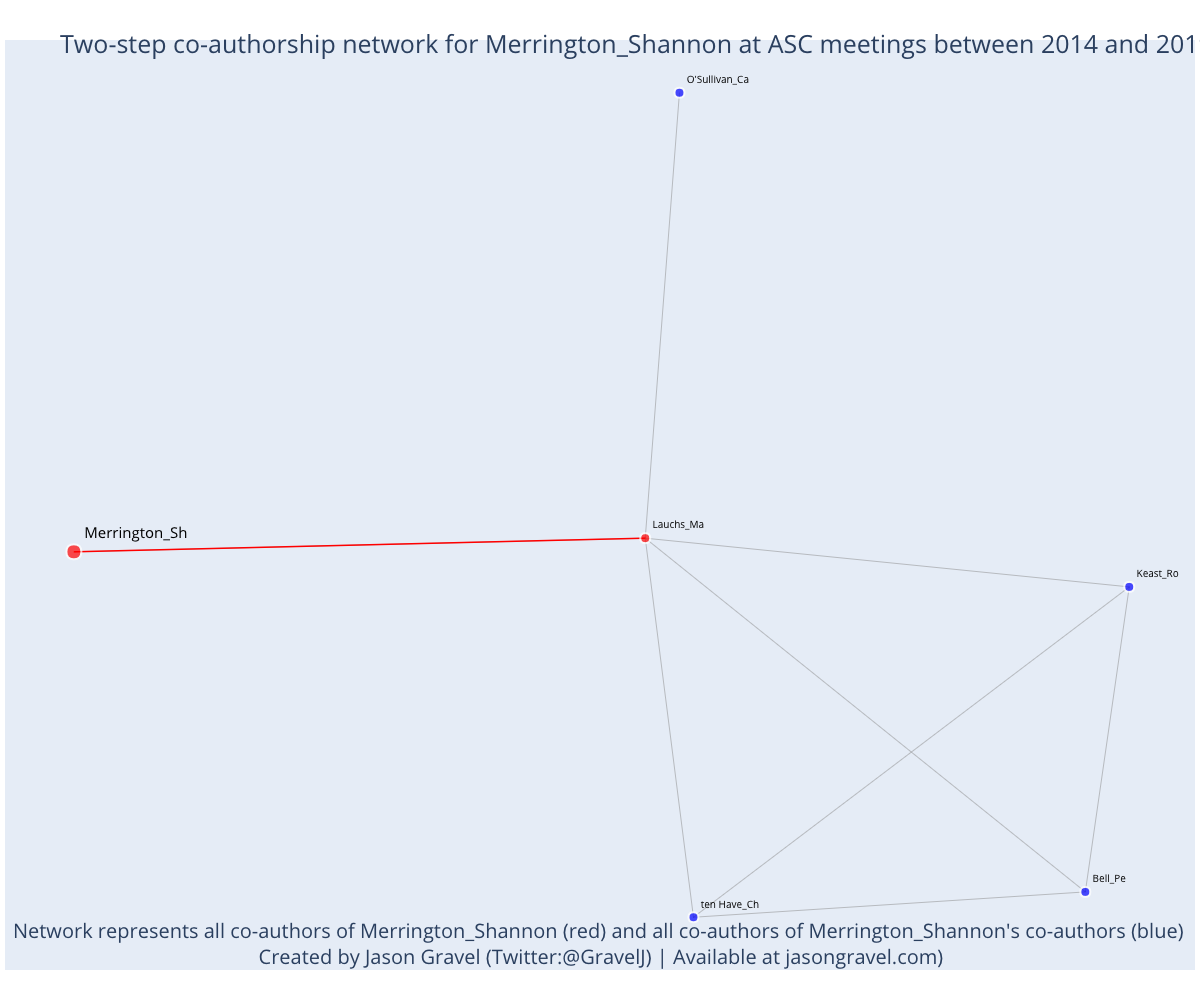 Two-step co-authorship network for Merrington_Shannon at ASC meetings between 2014 and 201
O'Sullivan_Ca
Lauchs_Ma
Merrington_Sh
Keast_Ro
Bell_Pe
ten Have_Ch
Network represents all co-authors of Merrington_Shannon (red) and all co-authors of Merrington_Shannon's co-authors (blue)
Created by Jason Gravel (Twitter:@GravelJ) | Available at jasongravel.com)